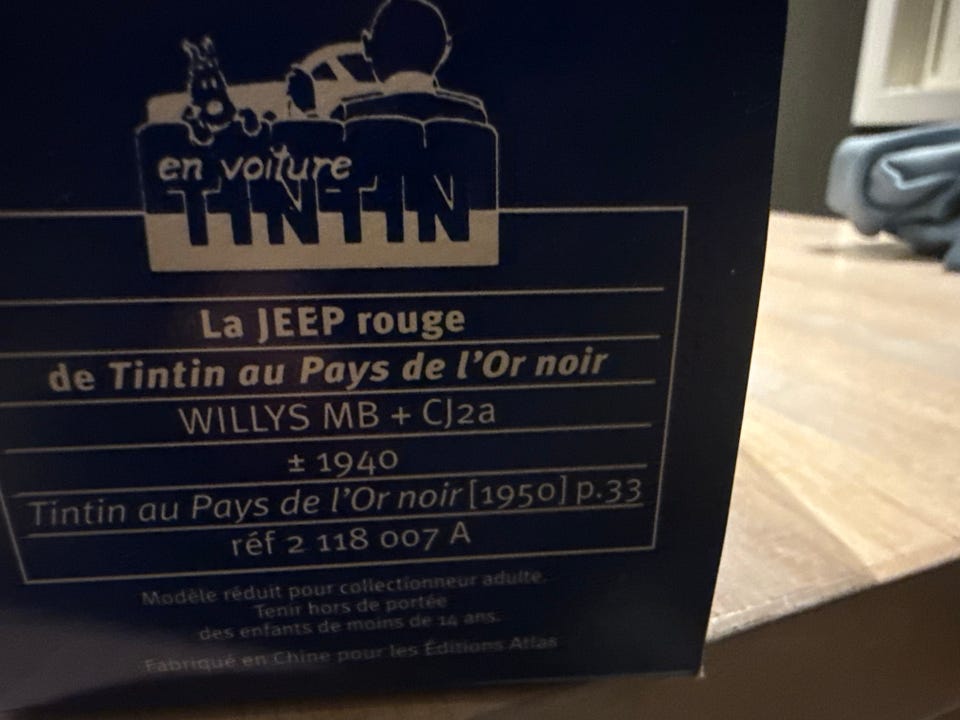 en voiture
TINTIN
La JEEP rouge
de Tintin au Pays de l'Or noir
WILLYS MB + CJ2a
± 1940
Tintin au Pays de l'Or noir [1950] p.33
réf 2 118 007 A
Modèle réduit pour collectionneur adulte.
Tenir hors de portée
des enfants de moins de 14 ans.
Fabriqué en Chine pour les Éditions Atlas